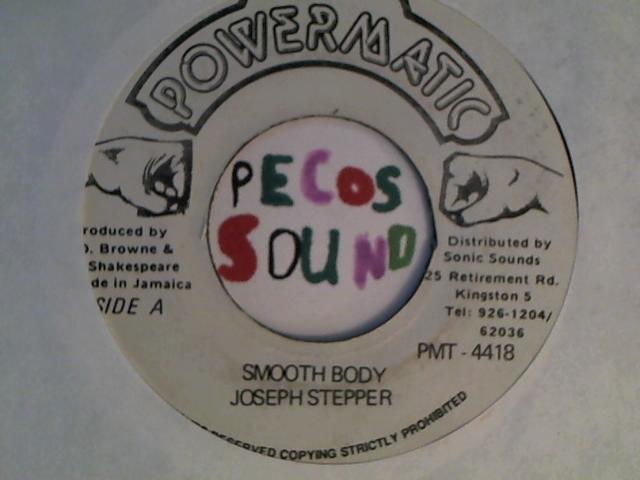 POWERMATIC
PECOS
SOUND
roduced by
. Browne &
Shakespeare
de in Jamaica
SIDE A
Distributed by
Sonic Sounds
25 Retirement Rd.
Kingston 5
Tel: 926-1204/
62036
PMT - 4418
SMOOTH BODY
JOSEPH STEPPER
RESERVED COPYING STRICTLY PROHIBITED